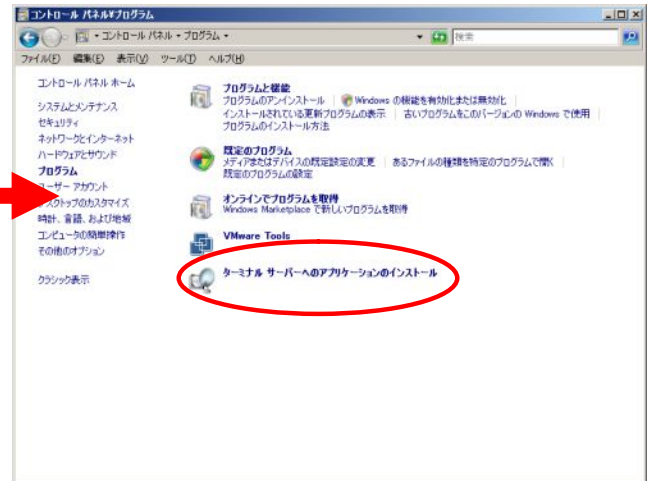 コントロール パネル¥プログラム
コントロール パネル ▾ プログラム ▾
検索
ファイル(F) 編集(E) 表示(V) ツール(T) ヘルプ(H)
コントロール パネル ホーム
システムとメンテナンス
セキュリティ
ネットワークとインターネット
ハードウェアとサウンド
プログラム
ユーザー アカウント
スクトップのカスタマイズ
時計、言語、および地域
コンピュータの簡単操作
その他のオプション
クラシック表示
プログラムと機能
プログラムのアンインストール Windows の機能を有効化または無効化
インストールされている更新プログラムの表示 古いプログラムをこのバージョンの Windows で使用
プログラムのインストール方法
既定のプログラム
メディアまたはデバイスの既定設定の変更 あるファイルの種類を特定のプログラムで開く
既定のプログラムの設定
オンラインでプログラムを取得
Windows Marketplace で新しいプログラムを取得
VMware Tools
ターミナル サーバーへのアプリケーションのインストール